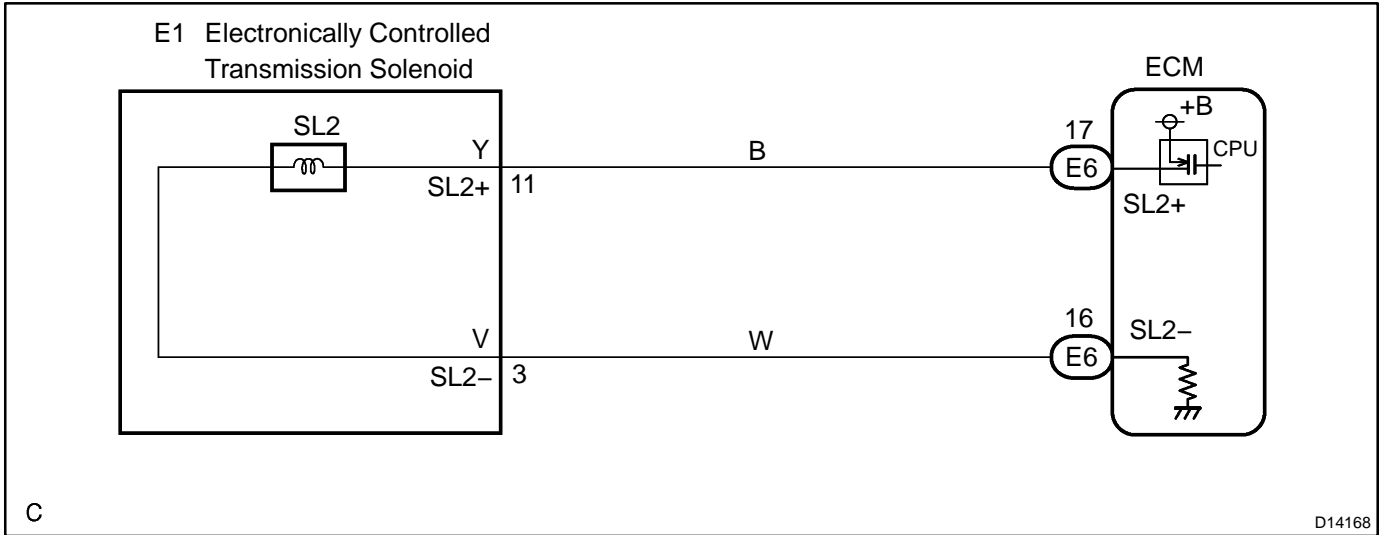 E1 Electronically Controlled
Transmission Solenoid
ECM
SL2
+B
CPU
Y
B
17
E6
SL2+
11
SL2+
V
W
16
E6
SL2−
SL2−
3
C
D14168